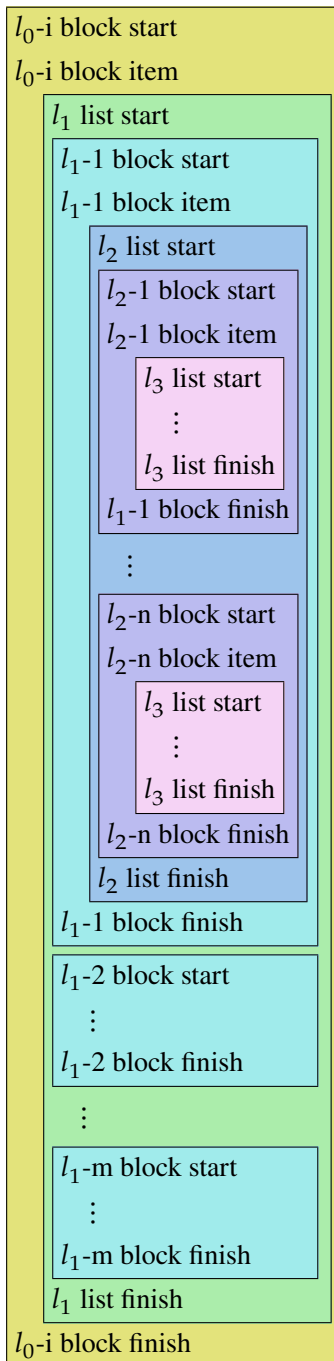 l₀-i block start
l₀-i block item
l₁ list start
l₁-1 block start
l₁-1 block item
l₂ list start
l₂-1 block start
l₂-1 block item
l₃ list start
⋮
l₃ list finish
l₁-1 block finish
⋮
l₂-n block start
l₂-n block item
l₃ list start
⋮
l₃ list finish
l₂-n block finish
l₂ list finish
l₁-1 block finish
l₁-2 block start
⋮
l₁-2 block finish
⋮
l₁-m block start
⋮
l₁-m block finish
l₁ list finish
l₀-i block finish